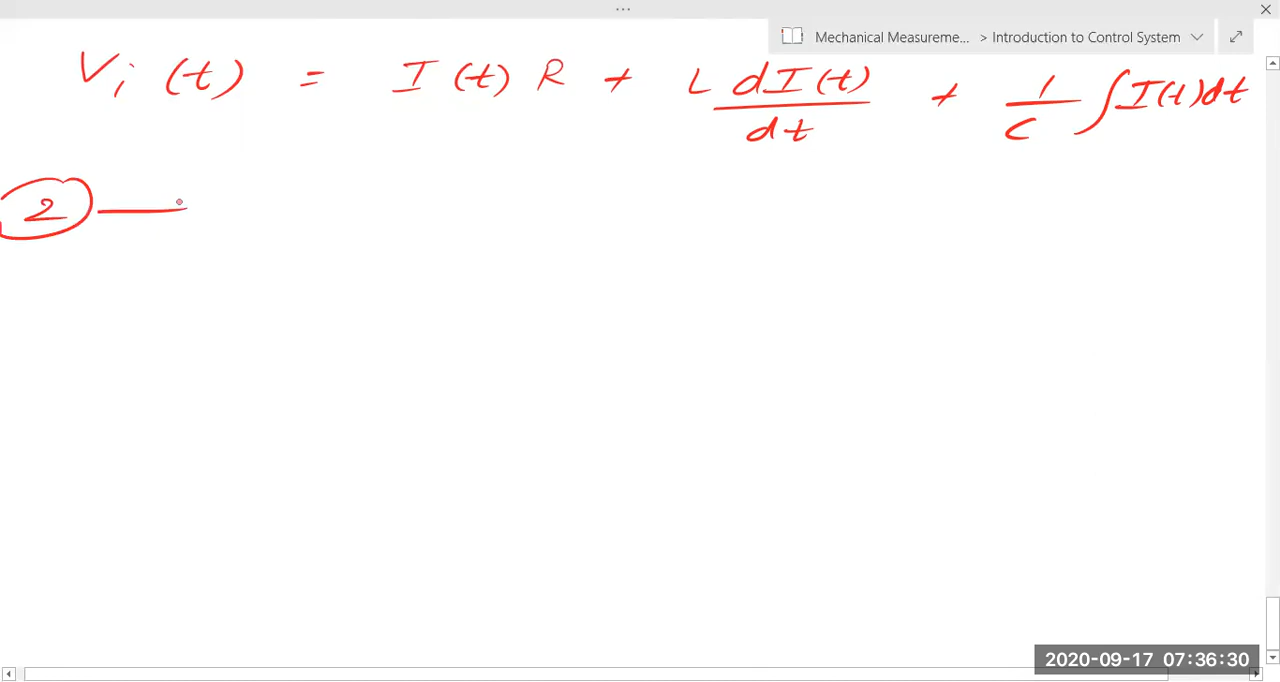 ...
Mechanical Measureme... > Introduction to Control System
Vi (t) = I (t) R + L dI(t)/dt + 1/C ∫I(t)dt
2
2020-09-17 07:36:30